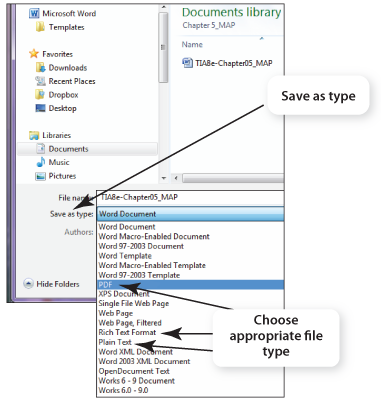 Microsoft Word
Templates
Favorites
Downloads
Recent Places
Dropbox
Desktop
Libraries
Documents
Music
Pictures
Documents library
Chapter 5_MAP
Name
TIA8e-Chapter05_MAP
Save as type
File name: TIA8e-Chapter05_MAP
Save as type: Word Document
Authors:
Word Document
Word Macro-Enabled Document
Word 97-2003 Document
Word Template
Word Macro-Enabled Template
Word 97-2003 Template
PDF
XPS Document
Single File Web Page
Web Page
Web Page, Filtered
Rich Text Format
Plain Text
Word XML Document
Word 2003 XML Document
OpenDocument Text
Works 6 - 9 Document
Works 6.0 - 9.0
Hide Folders
Choose
appropriate file
type